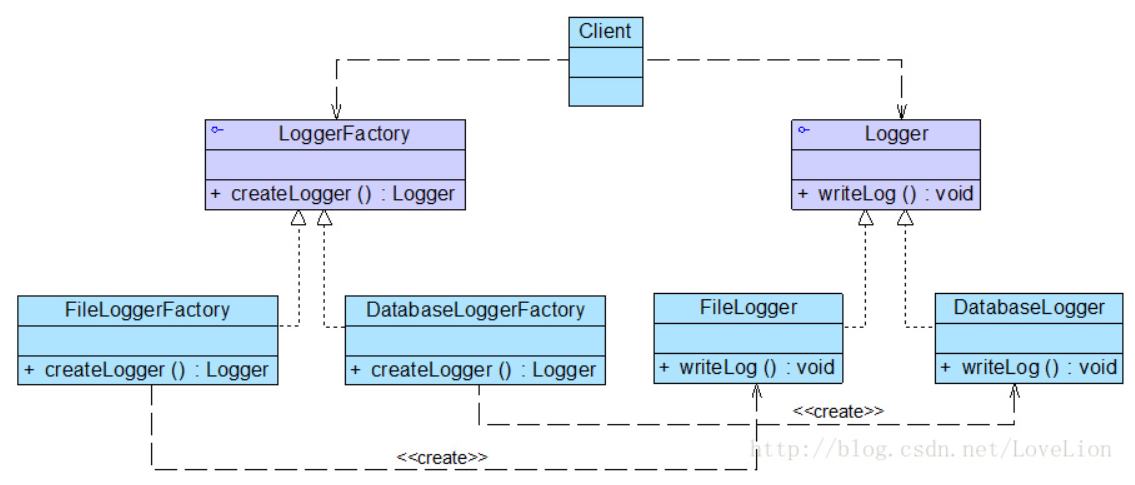 Client
LoggerFactory
+ createLogger () : Logger
Logger
+ writeLog () : void
FileLoggerFactory
+ createLogger () : Logger
DatabaseLoggerFactory
+ createLogger () : Logger
FileLogger
+ writeLog () : void
DatabaseLogger
+ writeLog () : void
<<create>>
<<create>>
http://blog.csdn.net/LoveLion